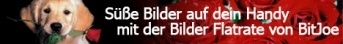 Süße Bilder auf dein Handy
mit der Bilder Flatrate von BitJoe